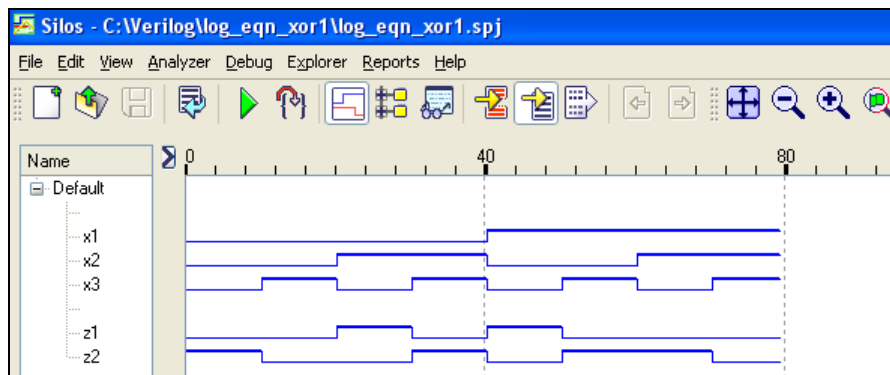 Silos - C:\Verilog\log_eqn_xor1\log_eqn_xor1.spj
File Edit View Analyzer Debug Explorer Reports Help
Name 0 40 80
Default
x1
x2
x3
z1
z2